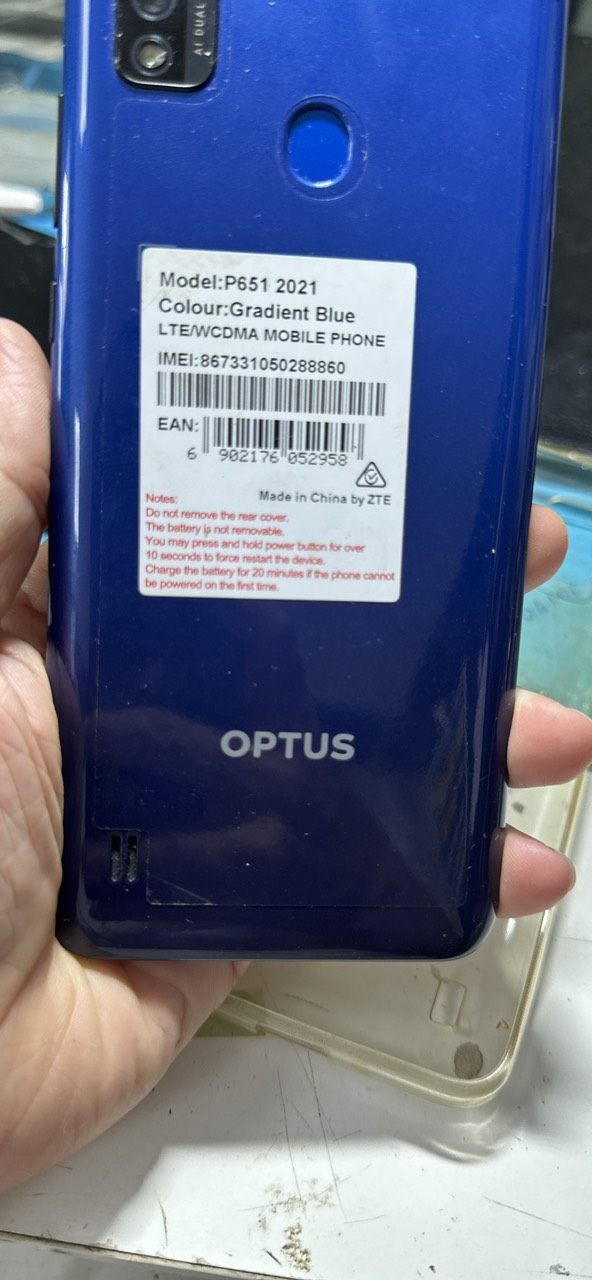 AI DUAL
Model:P651 2021
Colour:Gradient Blue
LTE/WCDMA MOBILE PHONE
IMEI:867331050288860
EAN:
6 902176 052958
Made in China by ZTE
Notes:
Do not remove the rear cover.
The battery is not removable.
You may press and hold power button for over
10 seconds to force restart the device.
Charge the battery for 20 minutes if the phone cannot
be powered on the first time.
OPTUS